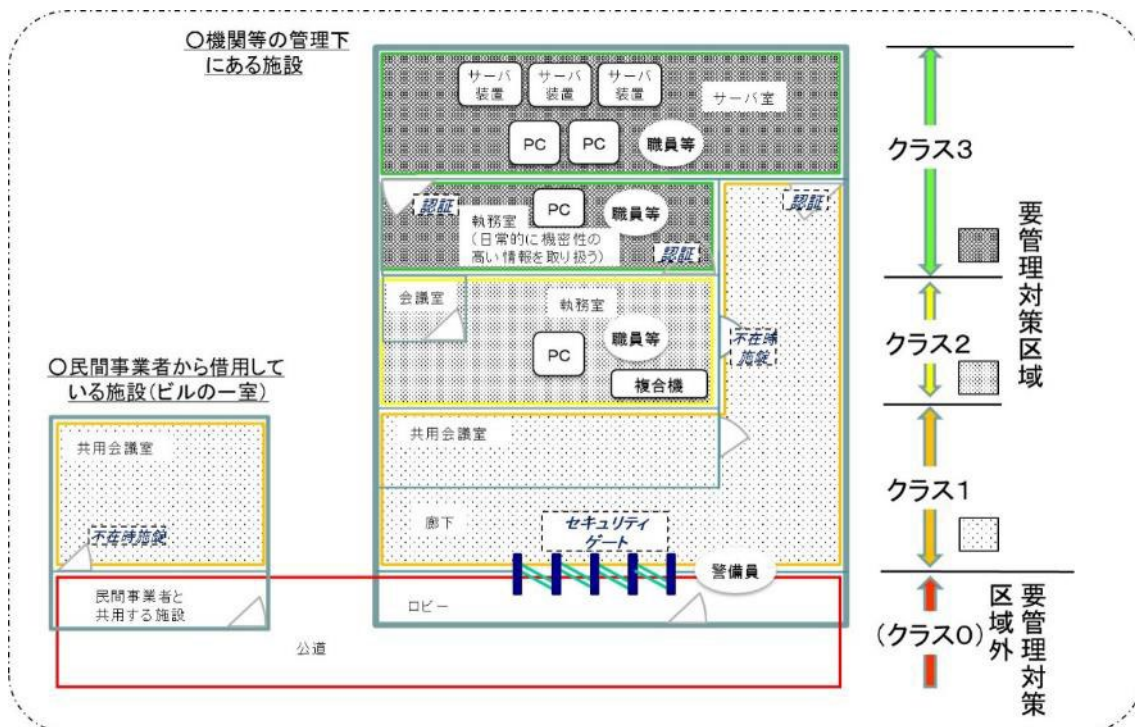 〇機関等の管理下
にある施設
サーバ
装置
サーバ
装置
サーバ
装置
サーバ室
PC
PC
職員等
クラス3
認証
PC
職員等
執務室
(日常的に機密性の
高い情報を取り扱う)
認証
認証
要管理対策区域
会議室
執務室
職員等
PC
複合機
不在時
施錠
クラス2
〇民間事業者から借用して
いる施設(ビルの一室)
共用会議室
不在時施錠
共用会議室
廊下
セキュリティ
ゲート
クラス1
警備員
民間事業者と
共用する施設
ロビー
公道
(クラス0)
要管理対策
区域外